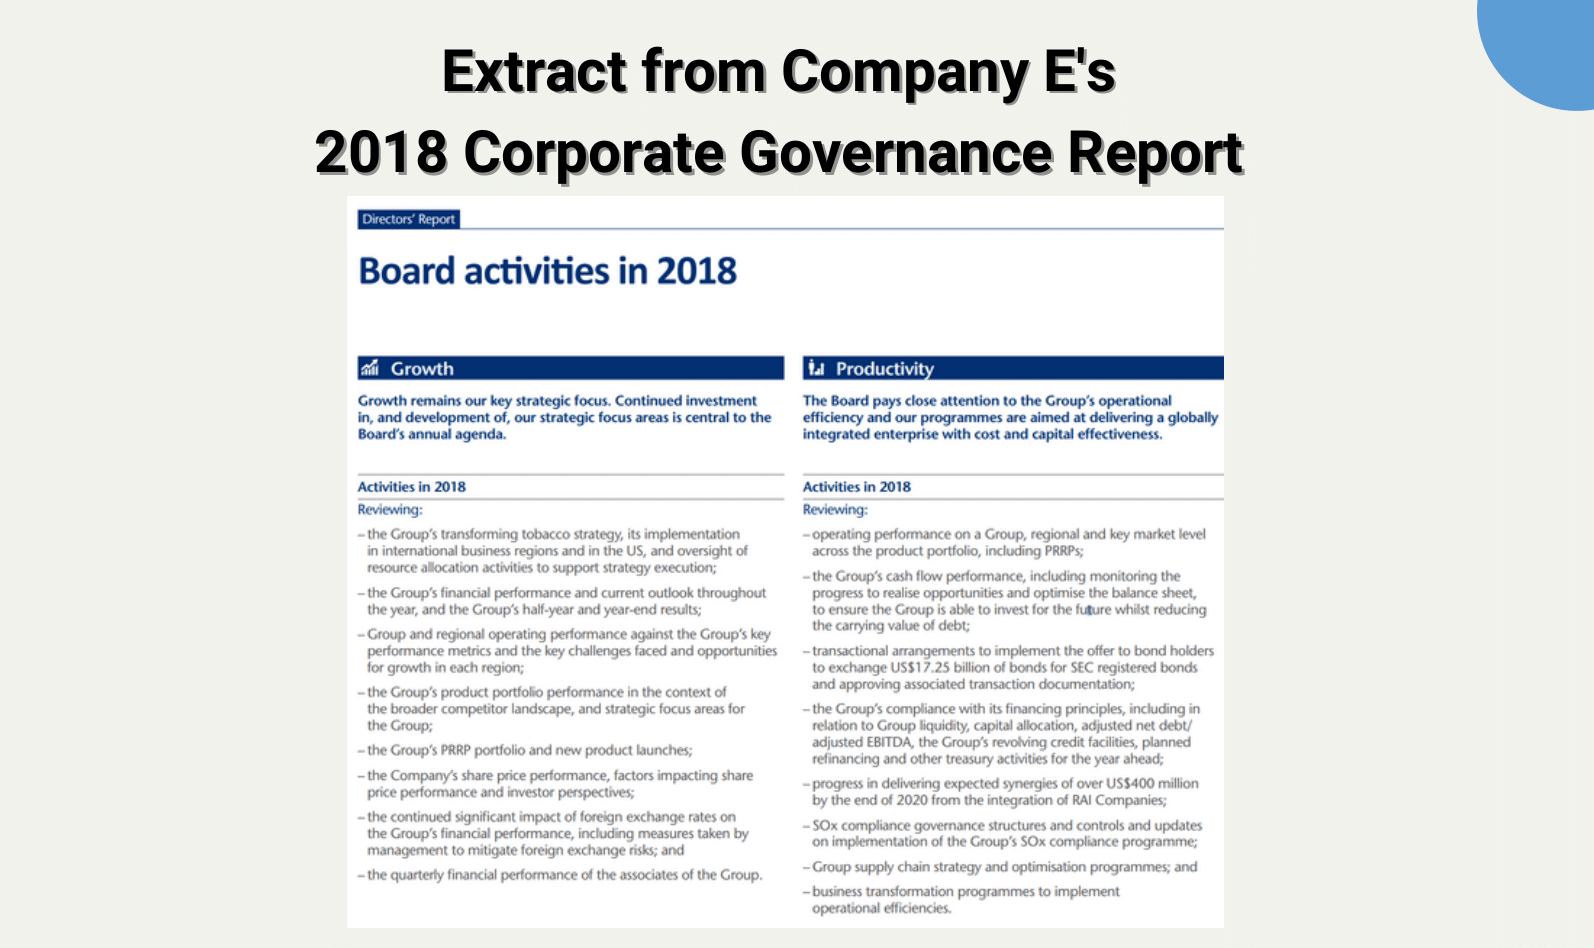 Extract from Company E's
2018 Corporate Governance Report
Directors' Report
Board activities in 2018
Growth
Growth remains our key strategic focus. Continued investment
in, and development of, our strategic focus areas is central to the
Board's annual agenda.
Activities in 2018
Reviewing:
– the Group's transforming tobacco strategy, its implementation
in international business regions and in the US, and oversight of
resource allocation activities to support strategy execution;
– the Group's financial performance and current outlook throughout
the year, and the Group's half-year and year-end results;
– Group and regional operating performance against the Group's key
performance metrics and the key challenges faced and opportunities
for growth in each region;
– the Group's product portfolio performance in the context of
the broader competitor landscape, and strategic focus areas for
the Group;
– the Group's PRRP portfolio and new product launches;
– the Company's share price performance, factors impacting share
price performance and investor perspectives;
– the continued significant impact of foreign exchange rates on
the Group's financial performance, including measures taken by
management to mitigate foreign exchange risks; and
– the quarterly financial performance of the associates of the Group.
Productivity
The Board pays close attention to the Group's operational
efficiency and our programmes are aimed at delivering a globally
integrated enterprise with cost and capital effectiveness.
Activities in 2018
Reviewing:
– operating performance on a Group, regional and key market level
across the product portfolio, including PRRPs;
– the Group's cash flow performance, including monitoring the
progress to realise opportunities and optimise the balance sheet,
to ensure the Group is able to invest for the future whilst reducing
the carrying value of debt;
– transactional arrangements to implement the offer to bond holders
to exchange US$17.25 billion of bonds for SEC registered bonds
and approving associated transaction documentation;
– the Group's compliance with its financing principles, including in
relation to Group liquidity, capital allocation, adjusted net debt/
adjusted EBITDA, the Group's revolving credit facilities, planned
refinancing and other treasury activities for the year ahead;
– progress in delivering expected synergies of over US$400 million
by the end of 2020 from the integration of RAI Companies;
– SOx compliance governance structures and controls and updates
on implementation of the Group's SOx compliance programme;
– Group supply chain strategy and optimisation programmes; and
– business transformation programmes to implement
operational efficiencies.